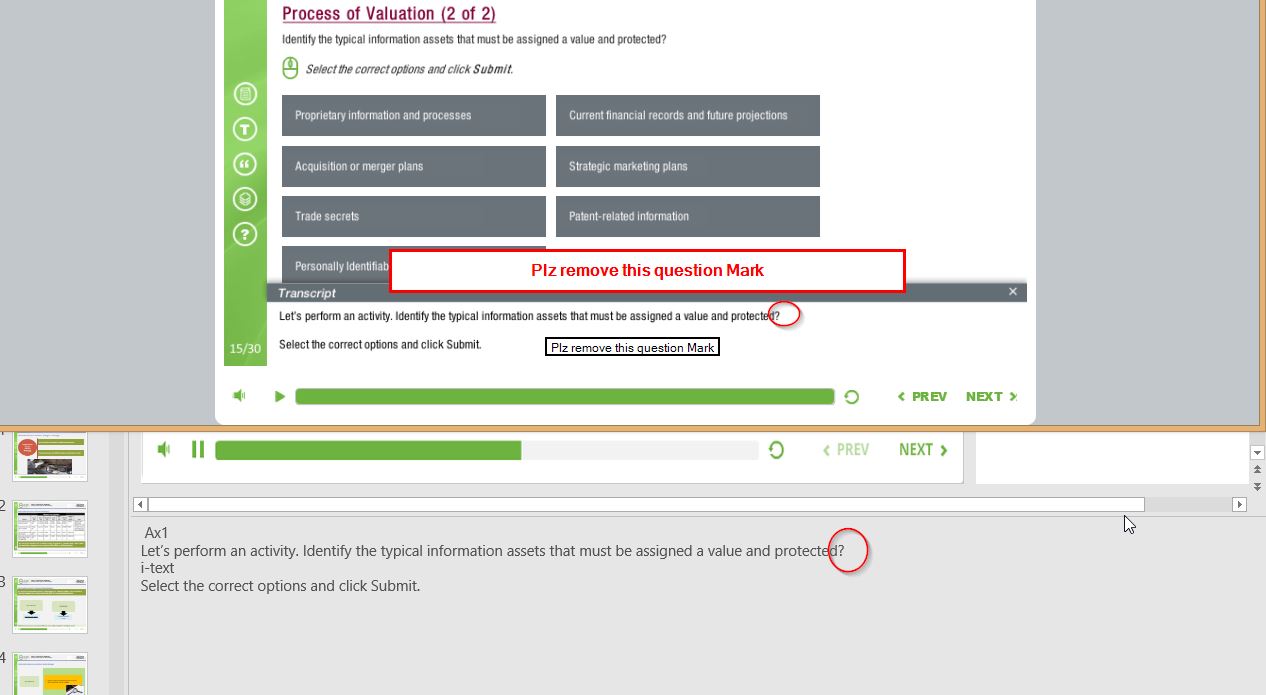 Process of Valuation (2 of 2)
Identify the typical information assets that must be assigned a value and protected?
Select the correct options and click Submit.
Proprietary information and processes
Current financial records and future projections
Acquisition or merger plans
Strategic marketing plans
Trade secrets
Patent-related information
Personally Identifiab
Plz remove this question Mark
Transcript
Let's perform an activity. Identify the typical information assets that must be assigned a value and protected?
Select the correct options and click Submit.
Plz remove this question Mark
15/30
PREV NEXT
PREV NEXT
2
3
4
Ax1
Let's perform an activity. Identify the typical information assets that must be assigned a value and protected?
i-text
Select the correct options and click Submit.